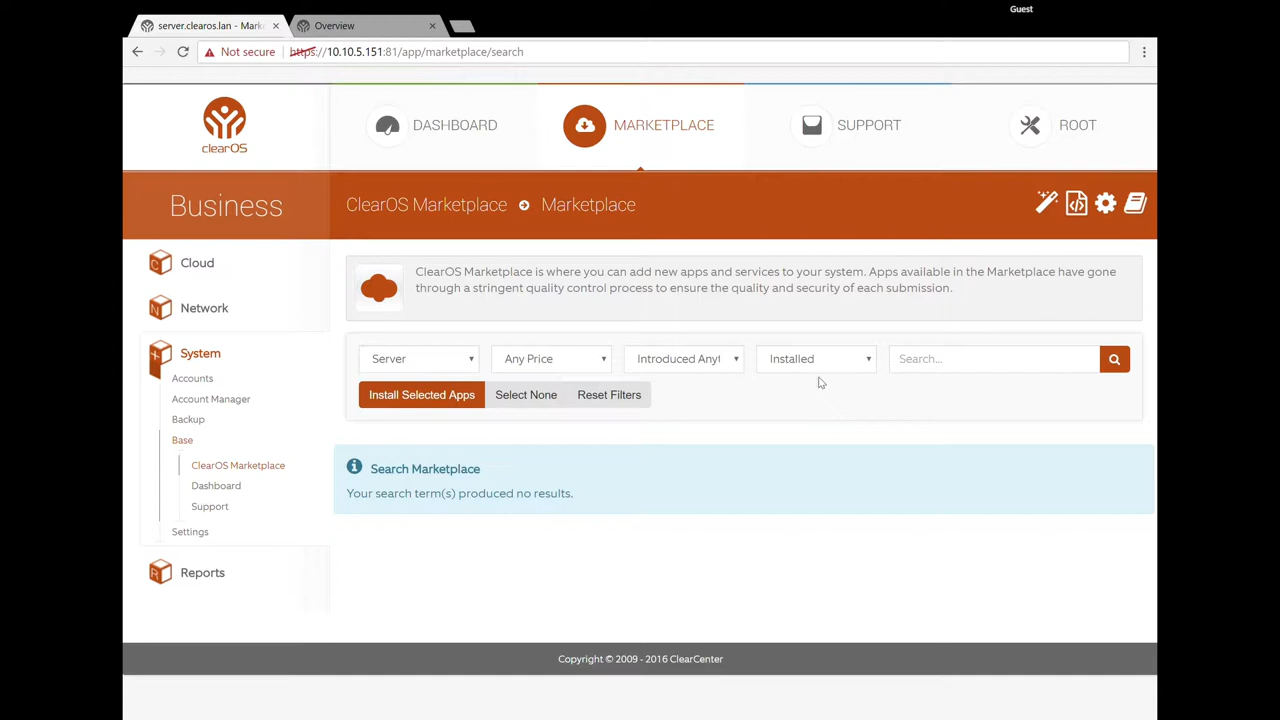 Guest
server.clearos.lan - Mark
Overview
Not secure
https://10.10.5.151:81/app/marketplace/search
clearOS
DASHBOARD
MARKETPLACE
SUPPORT
ROOT
Business
ClearOS Marketplace
Marketplace
Cloud
Network
System
Accounts
Account Manager
Backup
Base
ClearOS Marketplace
Dashboard
Support
Settings
Reports
ClearOS Marketplace is where you can add new apps and services to your system. Apps available in the Marketplace have gone
through a stringent quality control process to ensure the quality and security of each submission.
Server
Any Price
Introduced Anyt
Installed
Search...
Install Selected Apps
Select None
Reset Filters
Search Marketplace
Your search term(s) produced no results.
Copyright © 2009 - 2016 ClearCenter